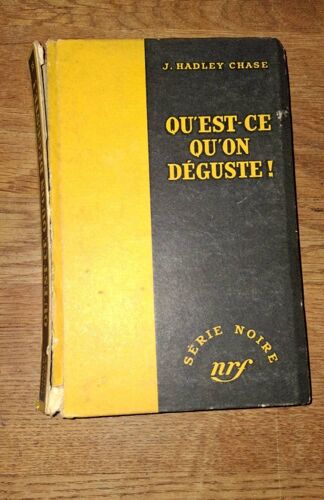 J. HADLEY CHASE
QU'EST-CE
QU'ON
DÉGUSTE !
SÉRIE NOIRE
nrf